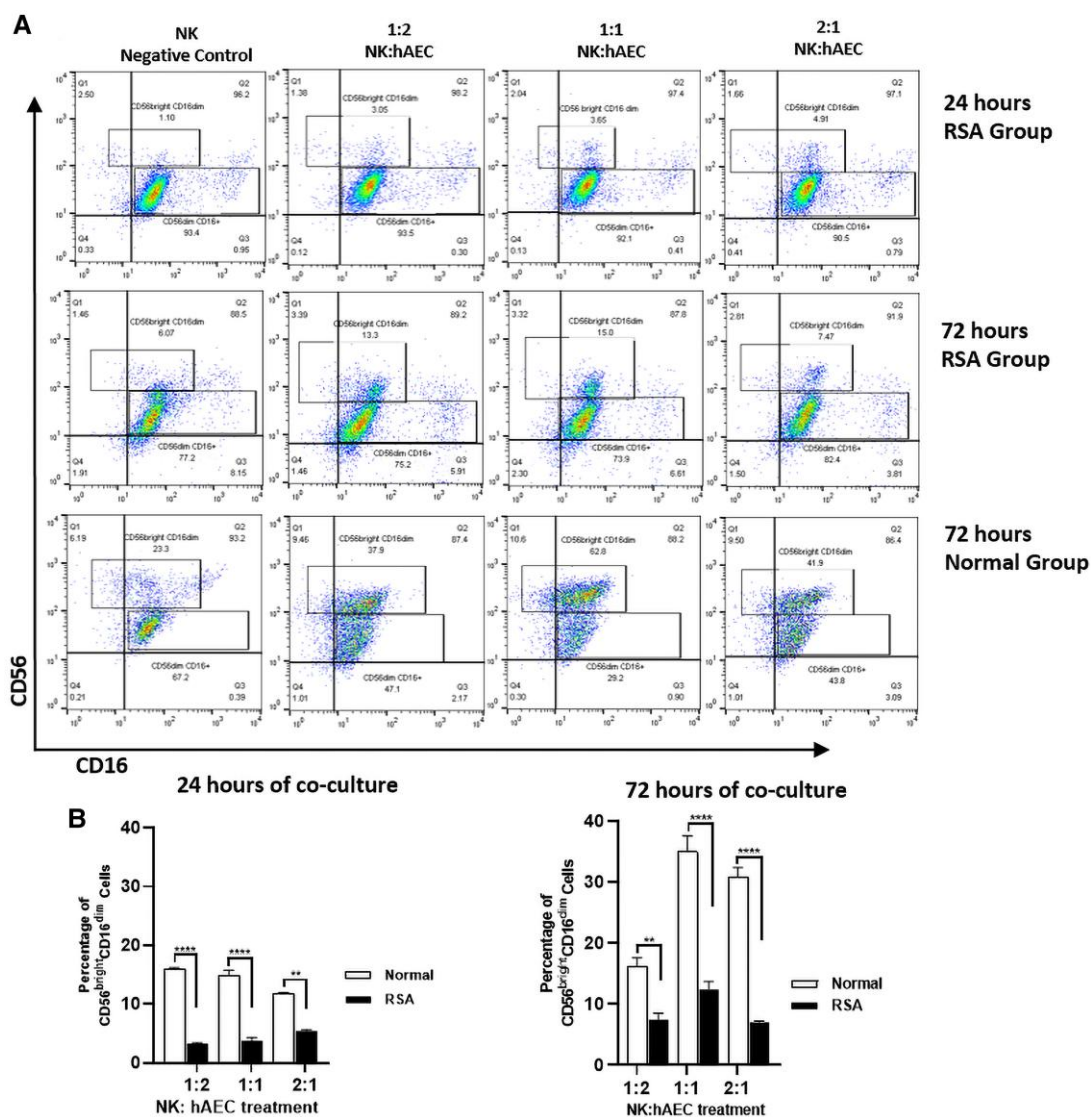 A
NK
Negative Control
1:2
NK:hAEC
1:1
NK:hAEC
2:1
NK:hAEC
Q1
2.50
Q2
96.2
CD56bright CD16dim
1.10
CD56dim CD16+
93.4
Q4
0.33
Q3
0.95
Q1
1.38
Q2
98.2
CD56bright CD16dim
3.05
CD56dim CD16+
93.5
Q4
0.12
Q3
0.30
Q1
2.04
Q2
97.4
CD56 bright CD16 dim
3.65
CD56dim CD16+
92.1
Q4
0.13
Q3
0.41
Q1
1.66
Q2
97.1
CD56bright CD16dim
4.91
CD56dim CD16+
90.5
Q4
0.41
Q3
0.79
24 hours
RSA Group
Q1
1.46
Q2
88.5
CD56bright CD16dim
6.07
CD56dim CD16+
77.2
Q4
1.91
Q3
8.15
Q1
3.39
Q2
89.2
CD56bright CD16dim
13.3
CD56dim CD16+
75.2
Q4
1.46
Q3
5.91
Q1
3.32
Q2
87.8
CD56bright CD16dim
15.0
CD56dim CD16+
73.9
Q4
2.30
Q3
6.61
Q1
2.81
Q2
91.9
CD56bright CD16dim
7.47
CD56dim CD16+
82.4
Q4
1.50
Q3
3.81
72 hours
RSA Group
Q1
6.19
Q2
93.2
CD56bright CD16dim
23.3
CD56dim CD16+
67.2
Q4
0.21
Q3
0.39
Q1
9.46
Q2
87.4
CD56bright CD16dim
37.9
CD56dim CD16+
47.1
Q4
1.01
Q3
2.17
Q1
10.6
Q2
88.2
CD56bright CD16dim
62.8
CD56dim CD16+
29.2
Q4
0.30
Q3
0.90
Q1
9.50
Q2
86.4
CD56bright CD16dim
41.9
CD56dim CD16+
43.8
Q4
1.01
Q3
3.09
72 hours
Normal Group
CD56
CD16
B
24 hours of co-culture
Percentage of
CD56brightCD16dim Cells
40
30
20
10
0
****
****
**
Normal
RSA
1:2 1:1 2:1
NK: hAEC treatment
72 hours of co-culture
Percentage of
CD56brightCD16dim Cells
40
30
20
10
0
**
****
****
Normal
RSA
1:2 1:1 2:1
NK:hAEC treatment